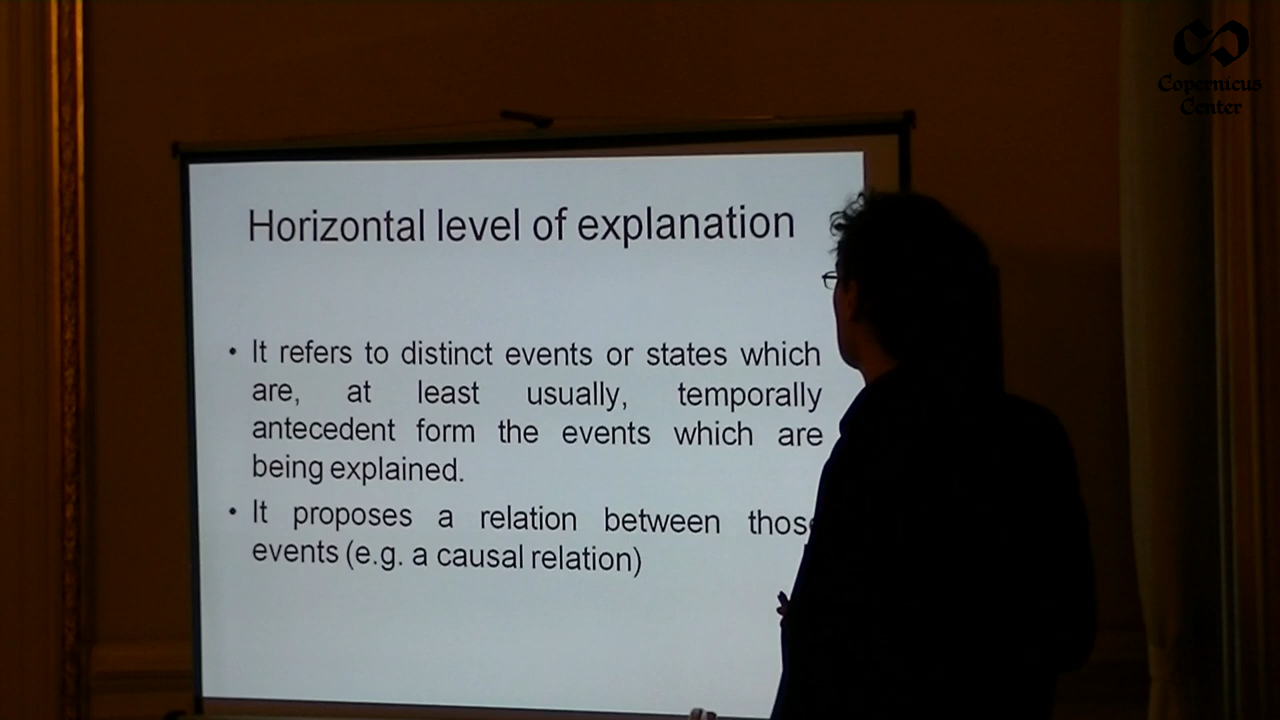 Copernicus
Center
Horizontal level of explanation
• It refers to distinct events or states which
are, at least usually, temporally
antecedent form the events which are
being explained.
• It proposes a relation between those
events (e.g. a causal relation)